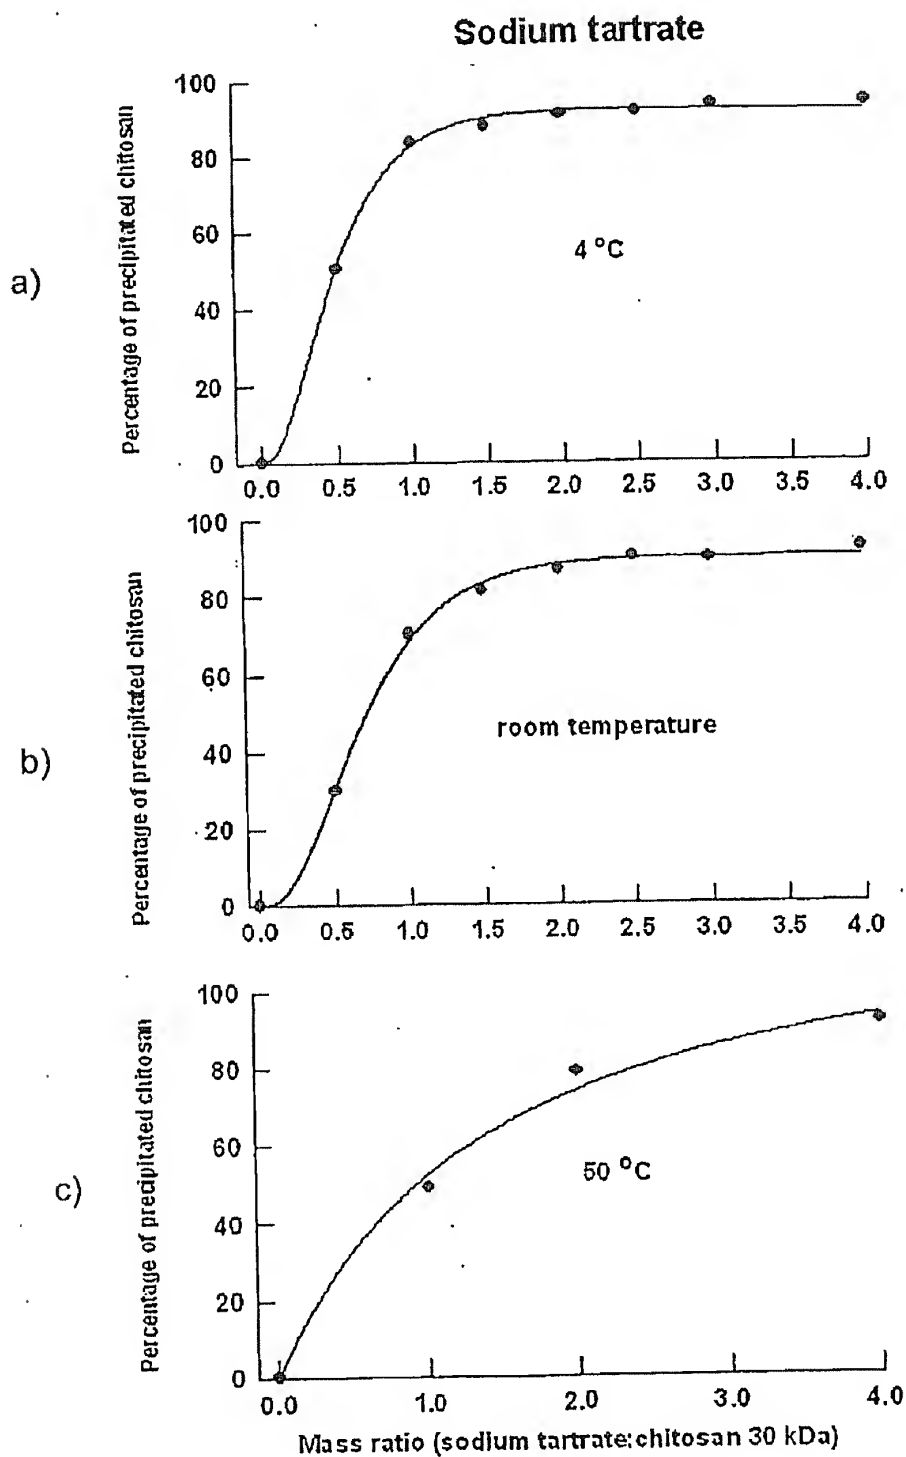 Sodium tartrate
a)
Percentage of precipitated chitosan
100
80
60
40
20
0
4 °C
0.0 0.5 1.0 1.5 2.0 2.5 3.0 3.5 4.0
b)
Percentage of precipitated chitosan
100
80
60
40
20
0
room temperature
0.0 0.5 1.0 1.5 2.0 2.5 3.0 3.5 4.0
c)
Percentage of precipitated chitosan
100
80
60
40
20
0
50 °C
0.0 1.0 2.0 3.0 4.0
Mass ratio (sodium tartrate:chitosan 30 kDa)